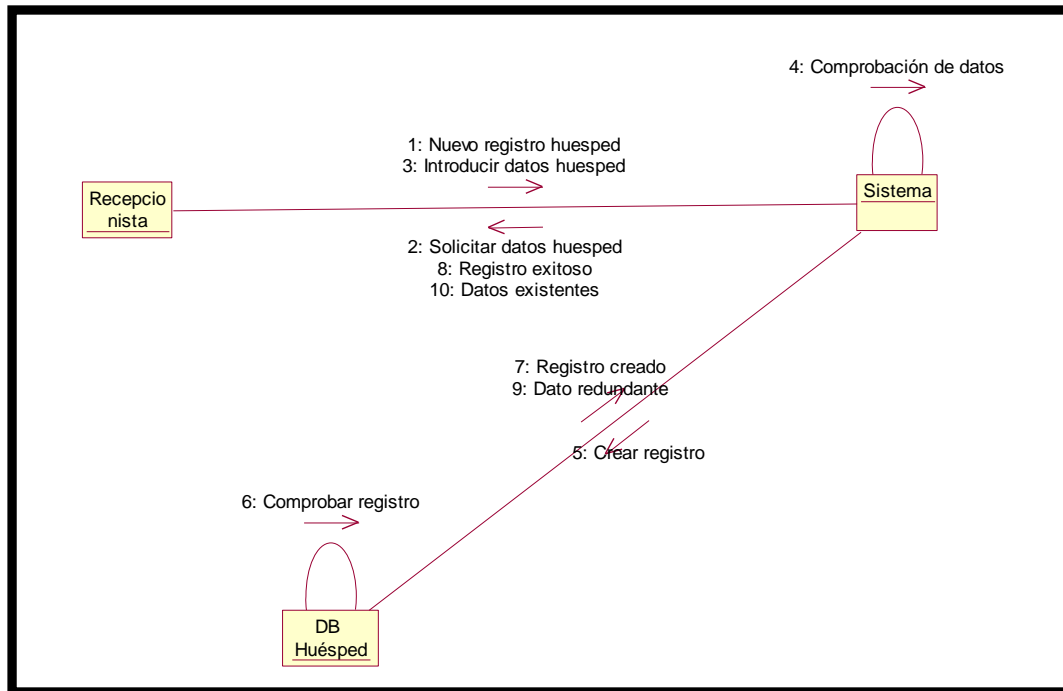 4: Comprobación de datos
1: Nuevo registro huesped
3: Introducir datos huesped
Recepcio
nista
Sistema
2: Solicitar datos huesped
8: Registro exitoso
10: Datos existentes
7: Registro creado
9: Dato redundante
5: Crear registro
6: Comprobar registro
DB
Huésped